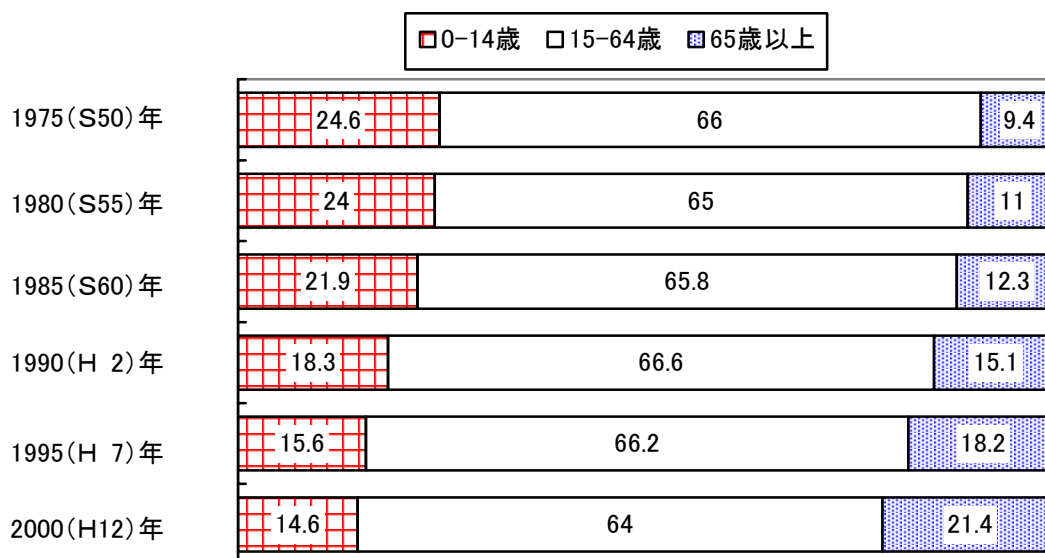 0-14歳 15-64歳 65歳以上
1975(S50)年 24.6 66 9.4
1980(S55)年 24 65 11
1985(S60)年 21.9 65.8 12.3
1990(H 2)年 18.3 66.6 15.1
1995(H 7)年 15.6 66.2 18.2
2000(H12)年 14.6 64 21.4